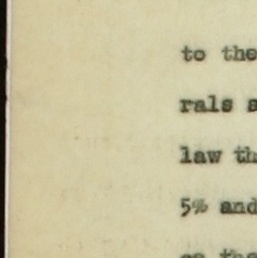 to the
rals s
law th
5% and